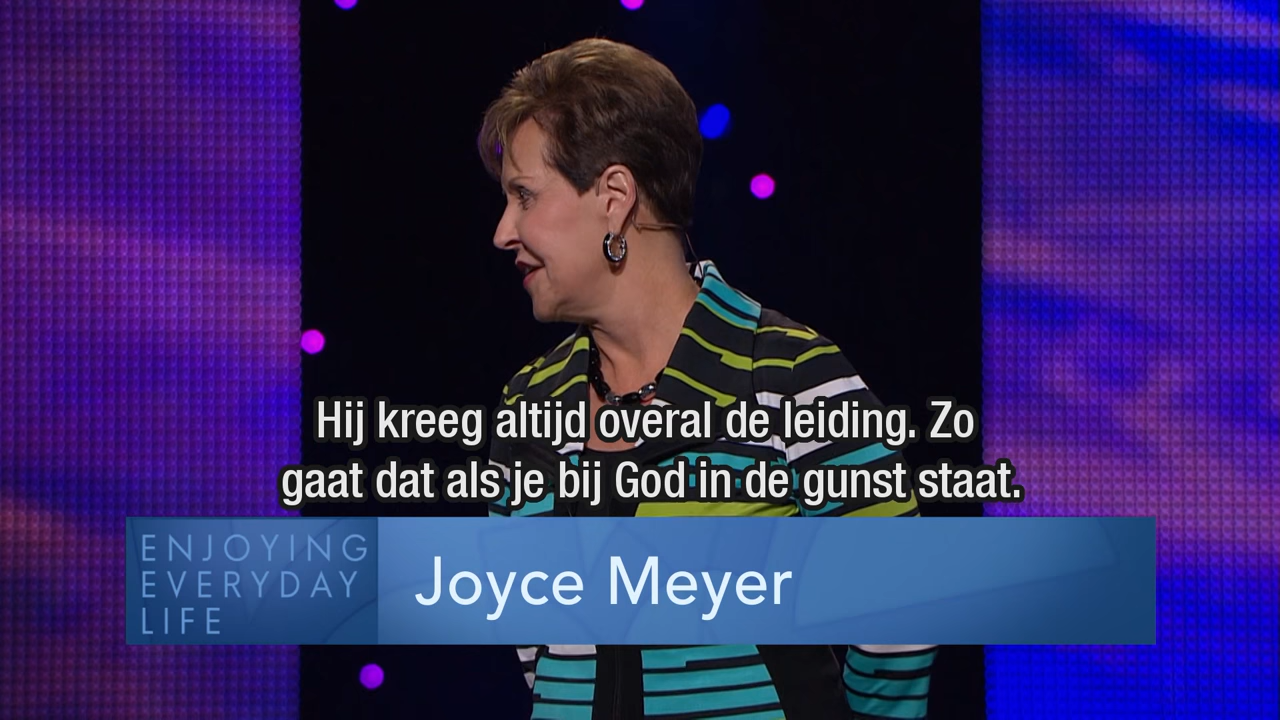 Hij kreeg altijd overal de leiding. Zo
gaat dat als je bij God in de gunst staat.
ENJOYING
EVERYDAY
LIFE
Joyce Meyer